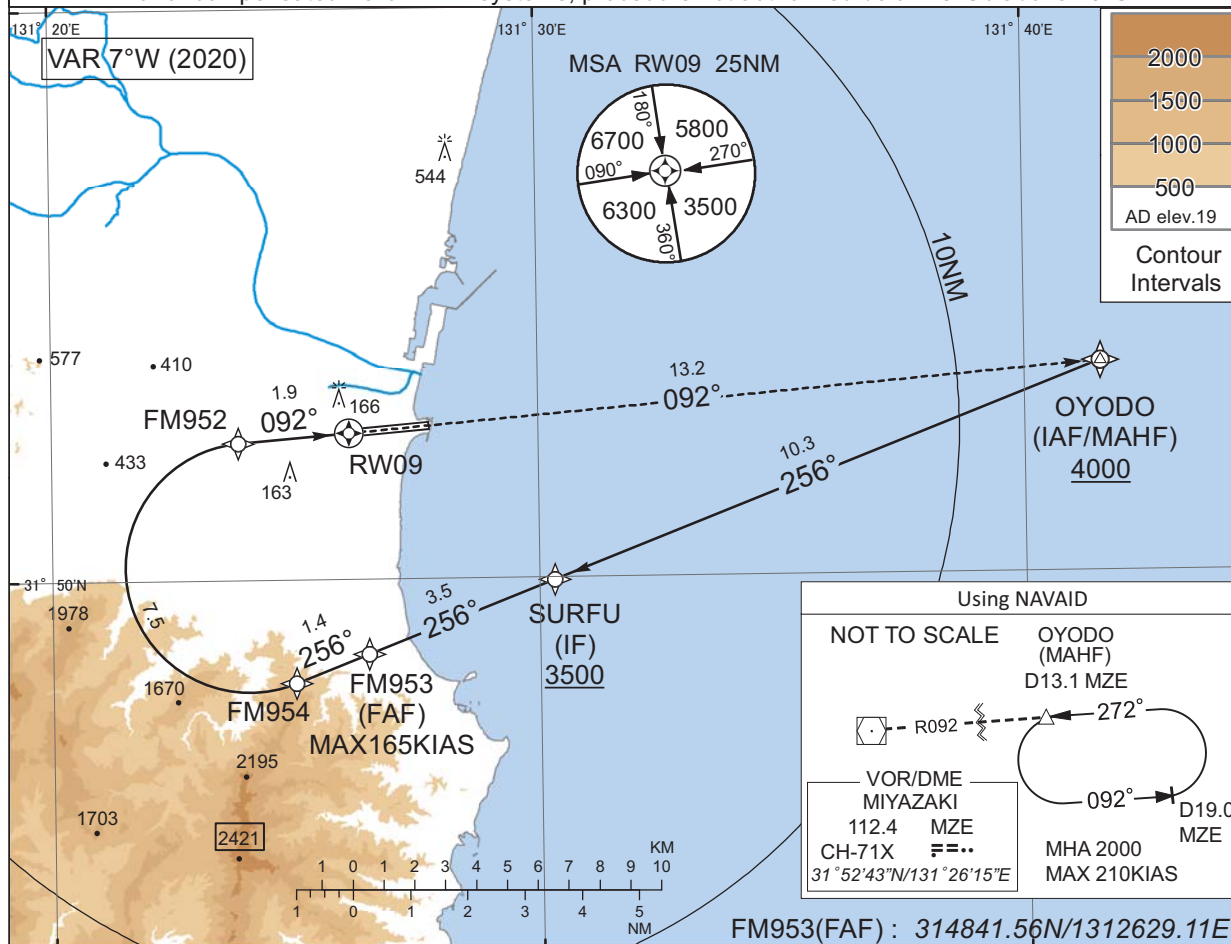 131° 20'E
131° 30'E
131° 40'E
VAR 7°W (2020)
MSA RW09 25NM
180°
6700
5800
090°
270°
6300
3500
360°
2000
1500
1000
500
AD elev.19
Contour
Intervals
544
10NM
577
410
1.9
092°
166
13.2
092°
FM952
RW09
OYODO
(IAF/MAHF)
4000
433
163
10.3
256°
31° 50'N
7.5
3.5
256°
1.4
256°
SURFU
(IF)
3500
1978
1670
FM954
FM953
(FAF)
MAX165KIAS
2195
1703
2421
KM
1 0 1 2 3 4 5 6 7 8 9 10
1 0 1 2 3 4 5
NM
Using NAVAID
NOT TO SCALE
OYODO
(MAHF)
D13.1 MZE
R092
272°
092°
D19.0
MZE
VOR/DME
MIYAZAKI
112.4 MZE
CH-71X
31°52'43"N/131°26'15"E
MHA 2000
MAX 210KIAS
FM953(FAF) : 314841.56N/1312629.11E